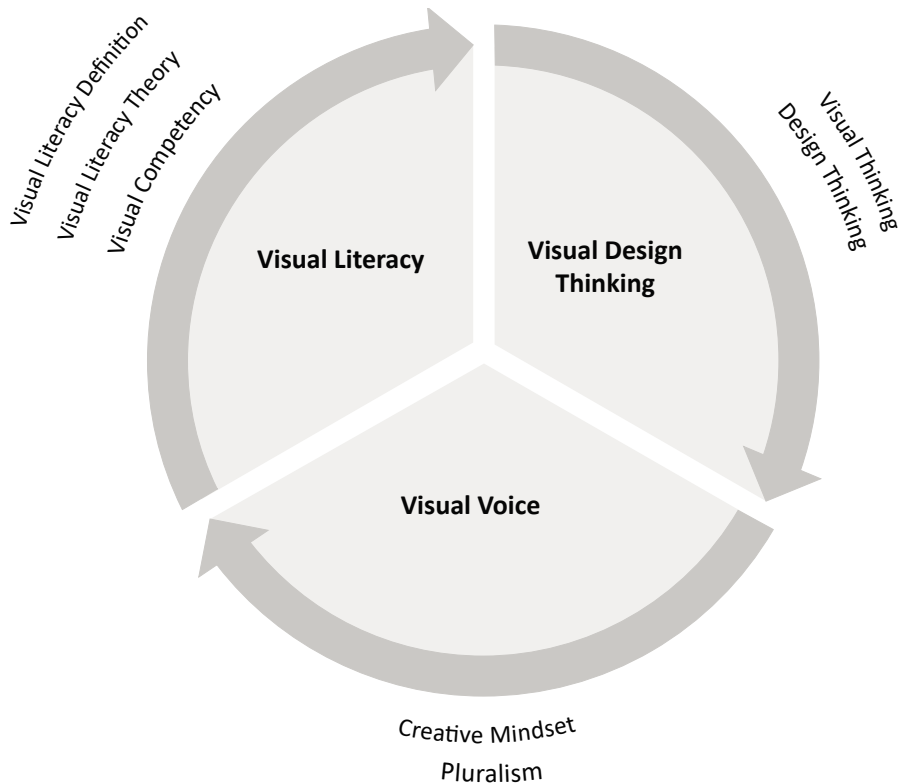 Visual Literacy Definition
Visual Literacy Theory
Visual Competency
Visual Thinking
Design Thinking
Visual Literacy
Visual Design
Thinking
Visual Voice
Creative Mindset
Pluralism